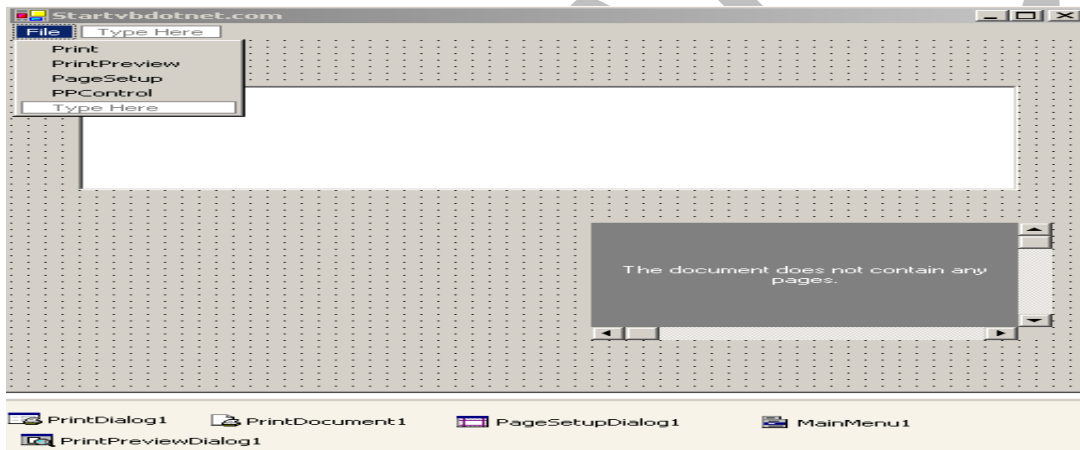 Startvbdotnet.com
File Type Here
Print
PrintPreview
PageSetup
PPControl
Type Here
The document does not contain any
pages.
PrintDialog1 PrintDocument1 PageSetupDialog1 MainMenu1
PrintPreviewDialog1